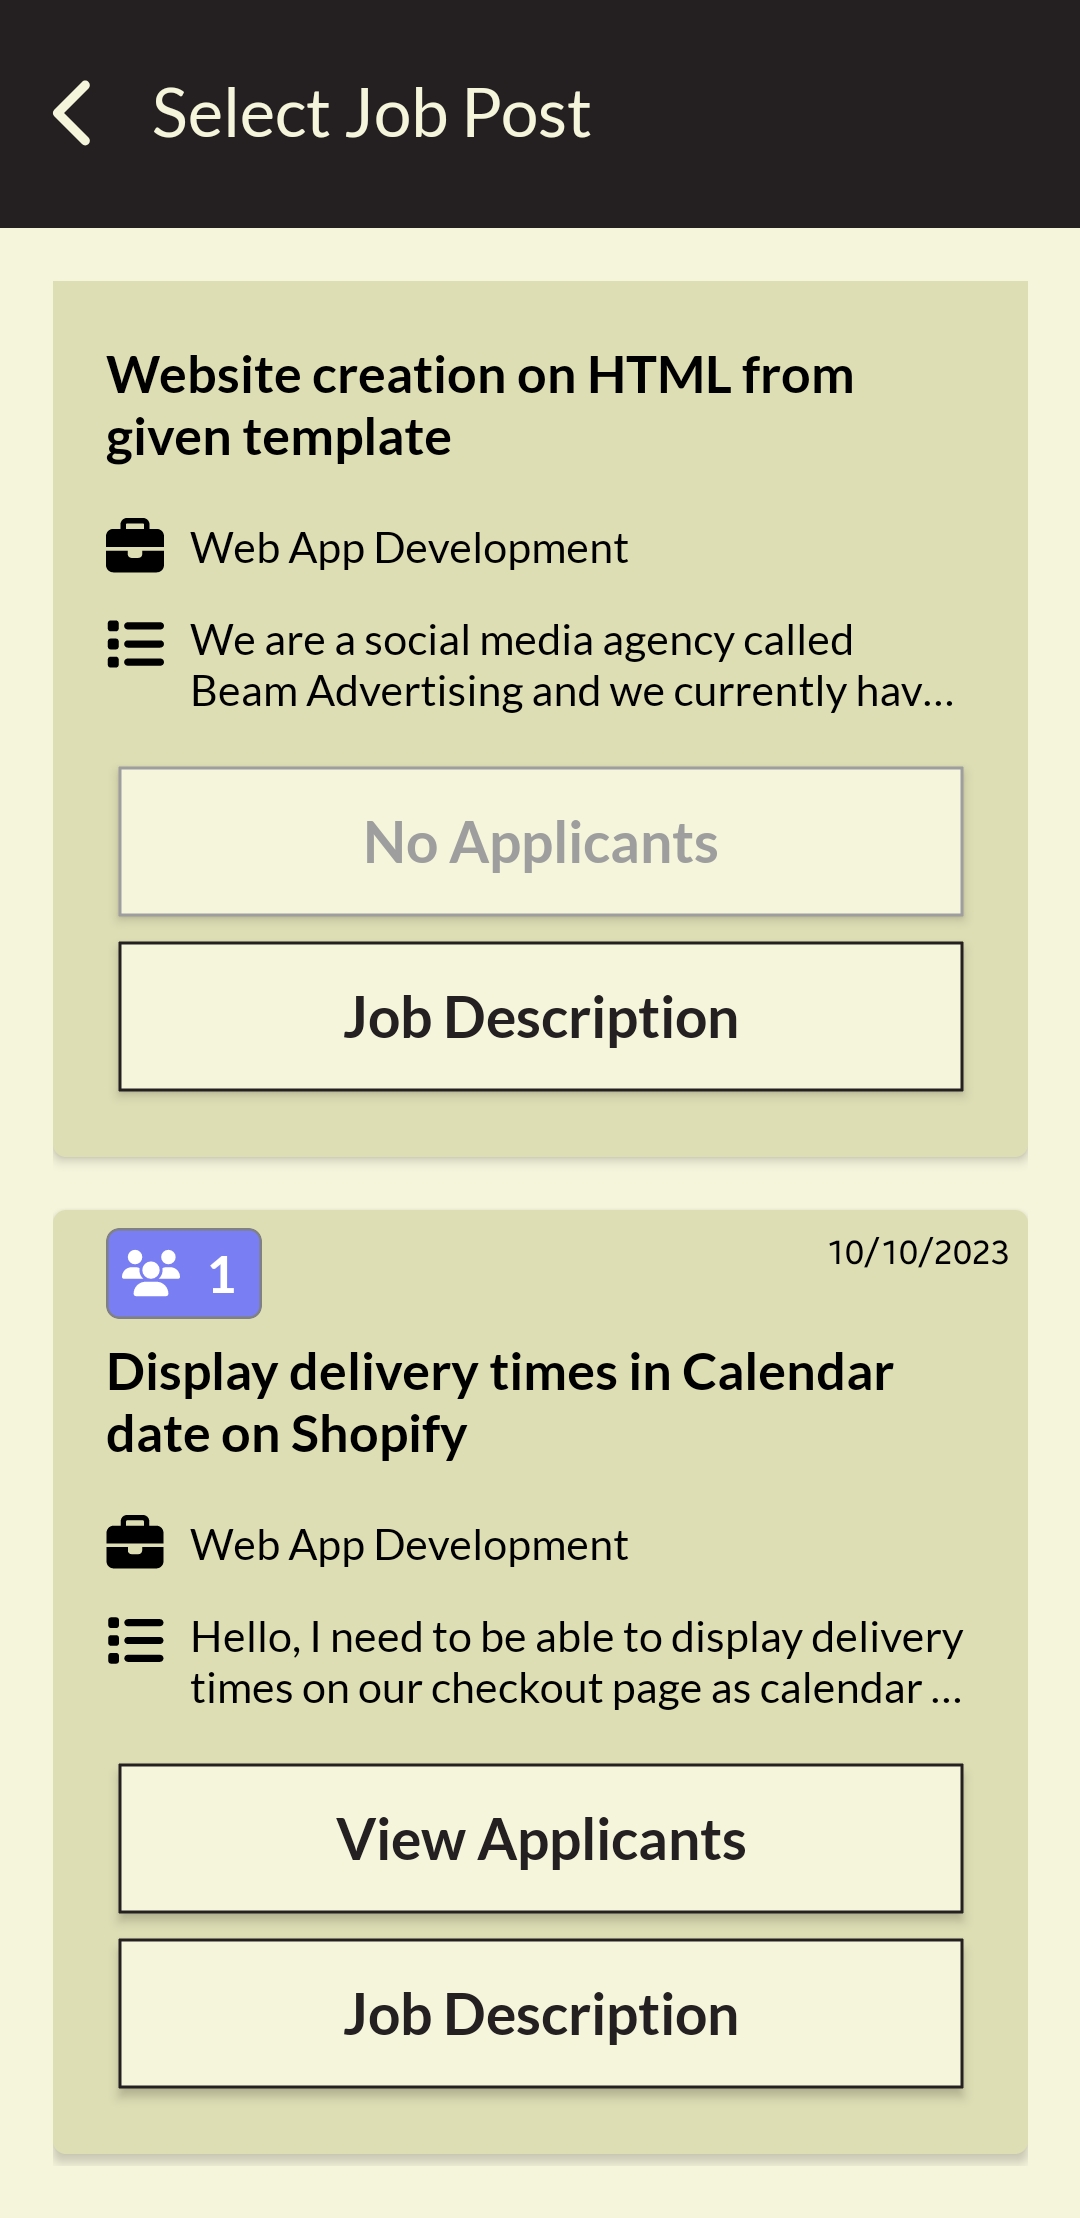 Select Job Post
Website creation on HTML from
given template
Web App Development
We are a social media agency called
Beam Advertising and we currently hav...
No Applicants
Job Description
1
10/10/2023
Display delivery times in Calendar
date on Shopify
Web App Development
Hello, I need to be able to display delivery
times on our checkout page as calendar ...
View Applicants
Job Description